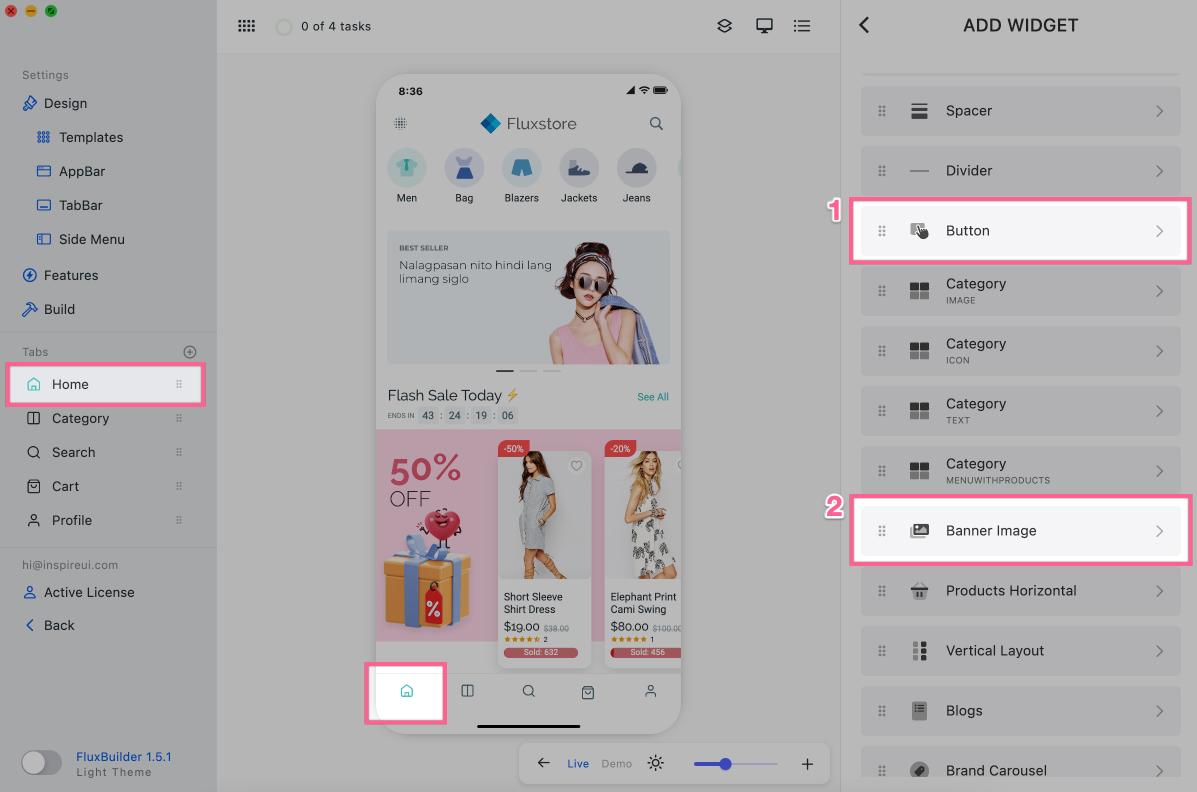 0 of 4 tasks
ADD WIDGET
Settings
Design
Templates
AppBar
TabBar
Side Menu
Features
Build
Tabs
Home
Category
Search
Cart
Profile
hi@inspireui.com
Active License
Back
FluxBuilder 1.5.1
Light Theme
8:36
Fluxstore
Men
Bag
Blazers
Jackets
Jeans
BEST SELLER
Nalagpasan nito hindi lang
limang siglo
Flash Sale Today ⚡
See All
ENDS IN 43 : 24 : 19 : 06
50%
OFF
%
-50%
Short Sleeve
Shirt Dress
$19.00 $38.00
2
Sold: 632
-20%
Elephant Print
Cami Swing
$80.00 $100.00
1
Sold: 456
Live
Demo
Spacer
Divider
1
Button
Category
IMAGE
Category
ICON
Category
TEXT
Category
MENUWITHPRODUCTS
2
Banner Image
Products Horizontal
Vertical Layout
Blogs
Brand Carousel